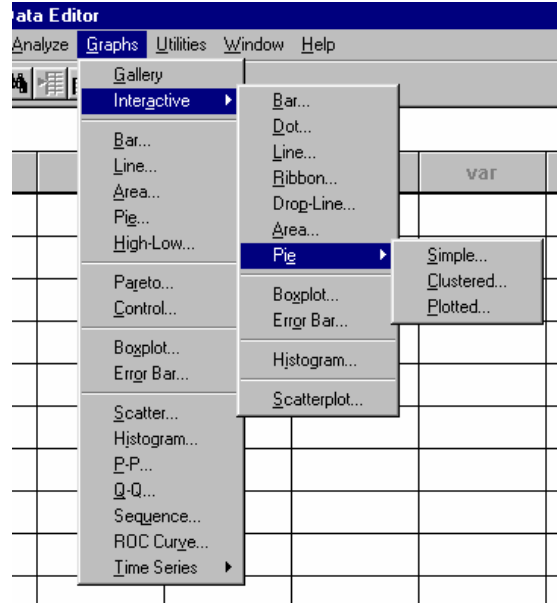 ata Editor
Analyze Graphs Utilities Window Help
Gallery
Interactive
Bar...
Line...
Area...
Pie...
High-Low...
Pareto...
Control...
Boxplot...
Error Bar...
Scatter...
Histogram...
P-P...
Q-Q...
Sequence...
ROC Curve...
Time Series
Bar...
Dot...
Line...
Ribbon...
Drop-Line...
Area...
Pie
Boxplot...
Error Bar...
Histogram...
Scatterplot...
Simple...
Clustered...
Plotted...
var